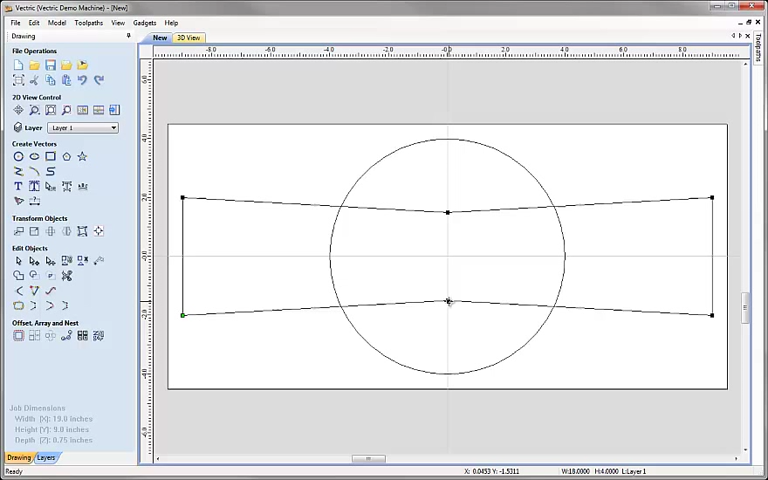 Vectric {Vectric Demo Machine} - [New]
File Edit Model Toolpaths View Gadgets Help
Drawing
New 3D View
File Operations
2D View Control
Layer Layer 1
Create Vectors
Transform Objects
Edit Objects
Offset, Array and Nest
Job Dimensions
Width (X): 19.0 inches
Height (Y): 9.0 inches
Depth (Z): 0.75 inches
Drawing Layers
Toolpaths
Ready X: 0.0453 Y: -1.5311 W:18.0000 H:4.0000 L:Layer 1